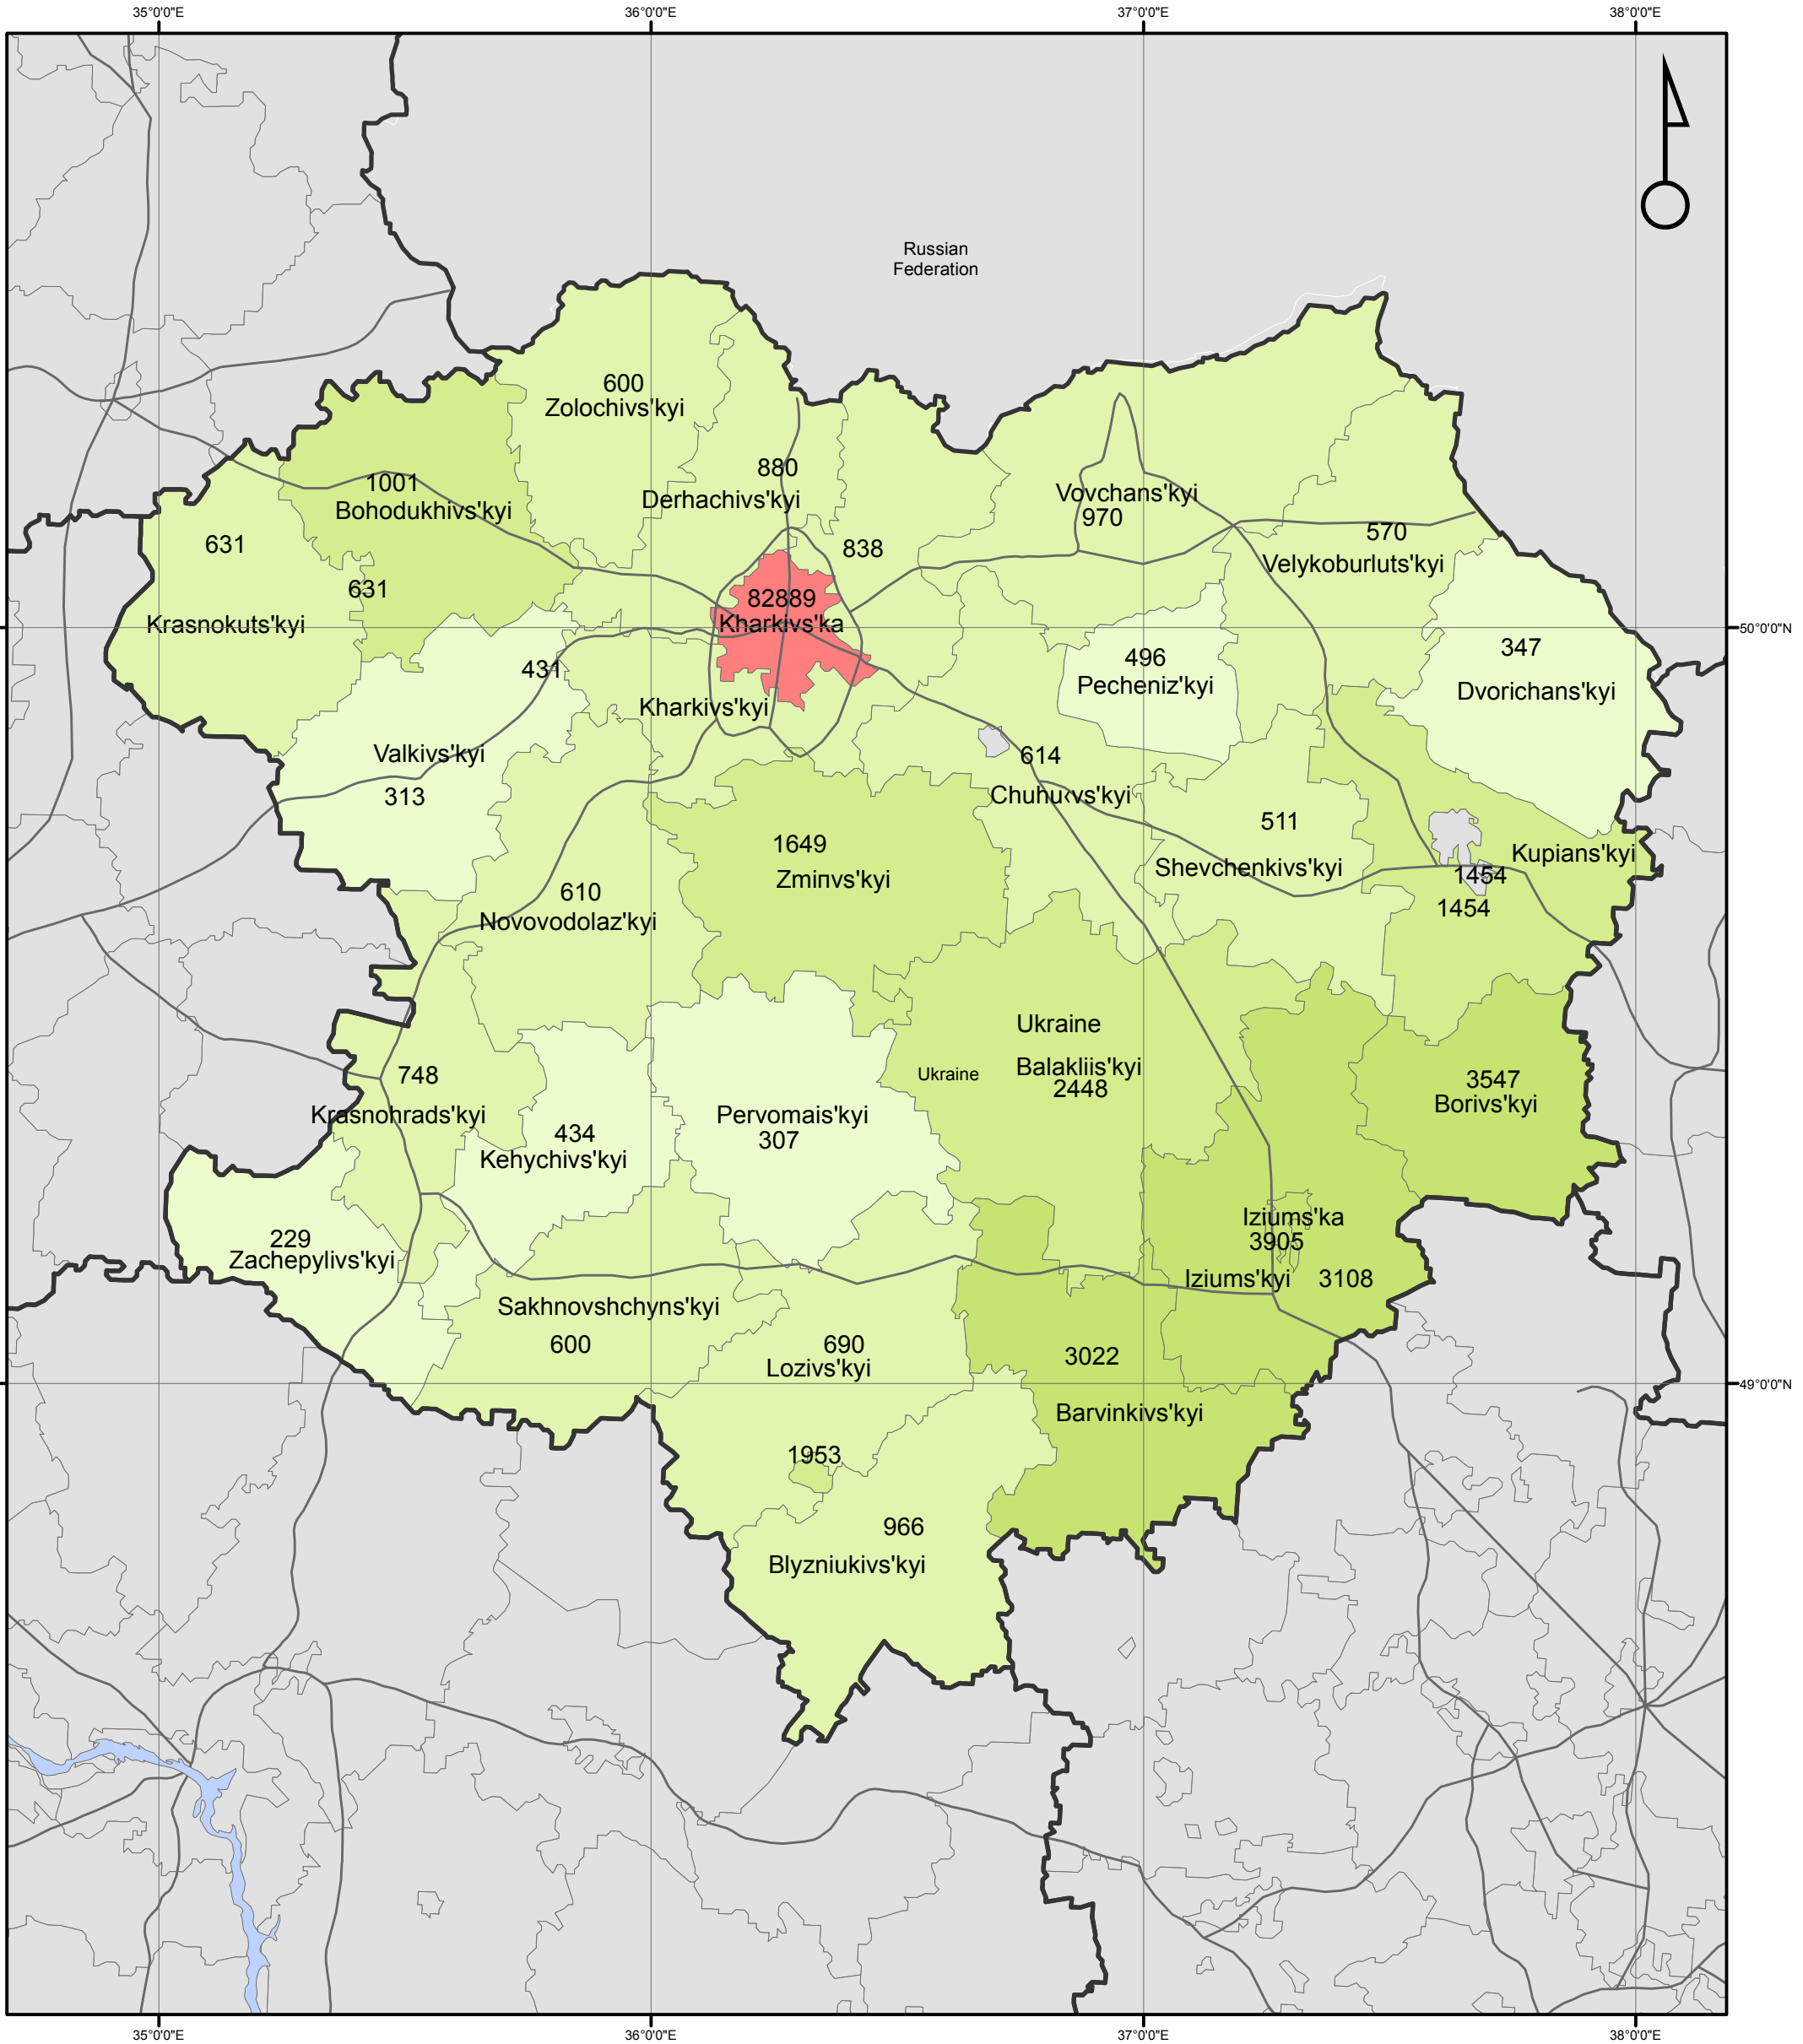 35°0'0"E
36°0'0"E
37°0'0"E
38°0'0"E
Russian
Federation
600
Zolochivs'kyi
880
Derhachivs'kyi
1001
Bohodukhivs'kyi
Vovchans'kyi
970
570
Velykoburluts'kyi
631
838
631
82889
Kharkivs'ka
Krasnokuts'kyi
50°0'0"N
496
Pecheniz'kyi
347
Dvorichans'kyi
431
Kharkivs'kyi
Valkivs'kyi
313
614
Chuhuivs'kyi
511
Shevchenkivs'kyi
Kupians'kyi
1454
1454
1649
Zmiivs'kyi
610
Novovodolaz'kyi
Ukraine
Balakliis'kyi
2448
Ukraine
748
Krasnohrads'kyi
3547
Borivs'kyi
Pervomais'kyi
307
434
Kehychivs'kyi
229
Zachepylivs'kyi
Iziums'ka
3905
Iziums'kyi
3108
Sakhnovshchyns'kyi
600
690
Lozivs'kyi
3022
49°0'0"N
Barvinkivs'kyi
1953
966
Blyzniukivs'kyi
35°0'0"E
36°0'0"E
37°0'0"E
38°0'0"E